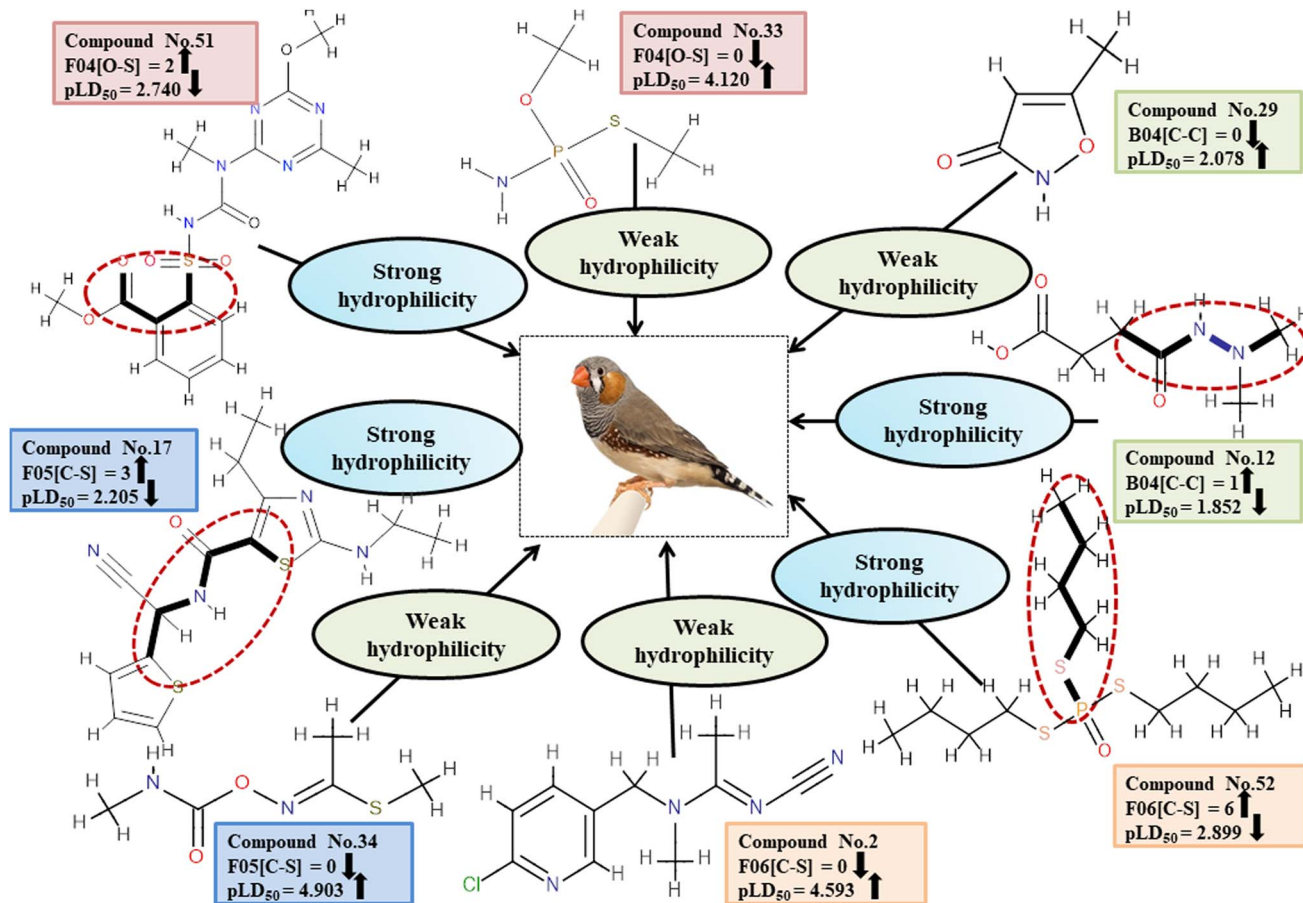 Compound No.51
F04[O-S] = 2
pLD50 = 2.740
Compound No.33
F04[O-S] = 0
pLD50 = 4.120
Compound No.29
B04[C-C] = 0
pLD50 = 2.078
Strong
hydrophilicity
Weak
hydrophilicity
Weak
hydrophilicity
Compound No.17
F05[C-S] = 3
pLD50 = 2.205
Strong
hydrophilicity
Strong
hydrophilicity
Compound No.12
B04[C-C] = 1
pLD50 = 1.852
Strong
hydrophilicity
Weak
hydrophilicity
Weak
hydrophilicity
Compound No.52
F06[C-S] = 6
pLD50 = 2.899
Compound No.34
F05[C-S] = 0
pLD50 = 4.903
Compound No.2
F06[C-S] = 0
pLD50 = 4.593